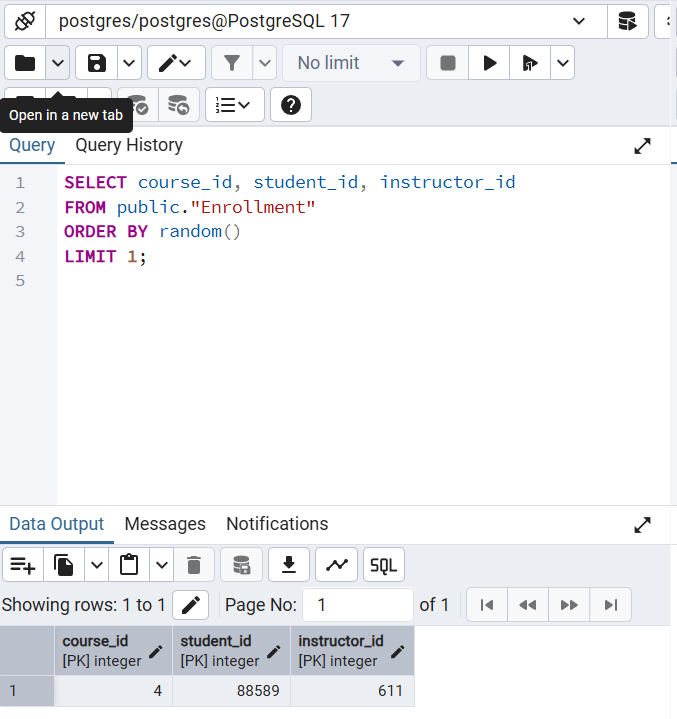 postgres/postgres@PostgreSQL 17
No limit
Open in a new tab
Query Query History
1 SELECT course_id, student_id, instructor_id
2 FROM public."Enrollment"
3 ORDER BY random()
4 LIMIT 1;
5
Data Output Messages Notifications
SQL
Showing rows: 1 to 1 Page No: 1 of 1
course_id student_id instructor_id
[PK] integer [PK] integer [PK] integer
1 4 88589 611